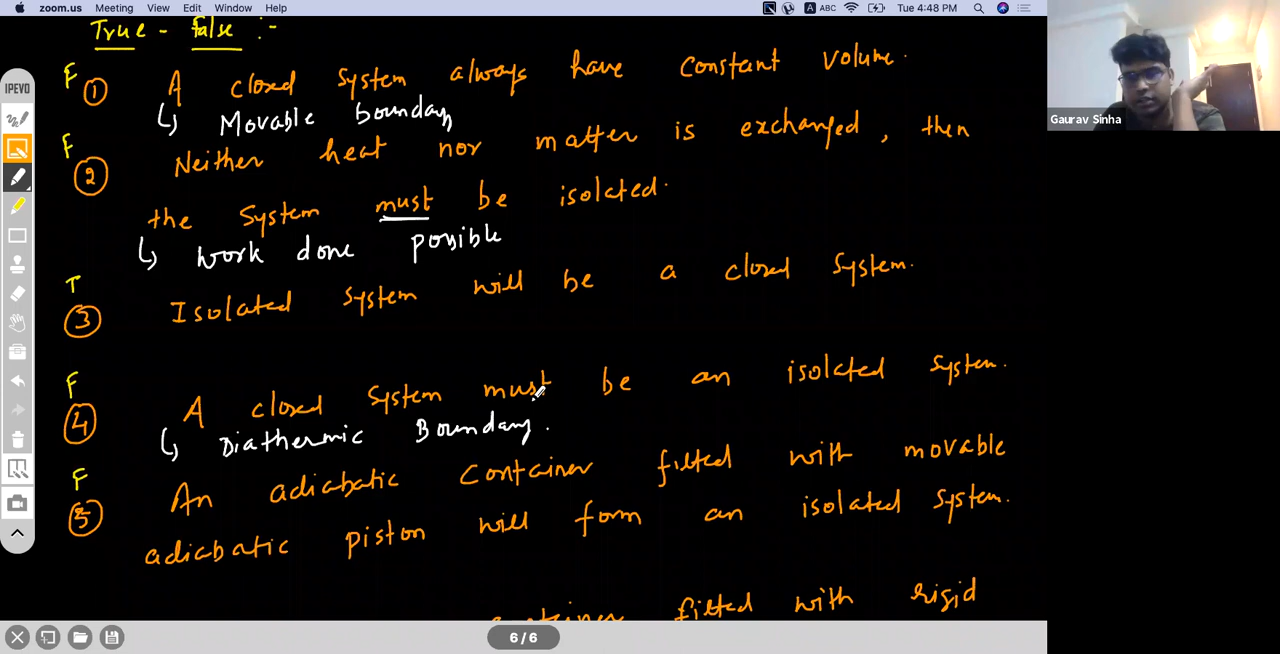 zoom.us Meeting View Edit Window Help
A ABC Tue 4:48 PM
True - false :-
Gaurav Sinha
IPEVO
F ① A closed system always have constant volume.
↳ Movable boundary
F ② Neither heat nor matter is exchanged, then
the system must be isolated.
↳ work done possible
T ③ Isolated system will be a closed system.
F ④ A closed system must be an isolated system.
↳ Diathermic Boundary.
F ⑤ An adiabatic container fitted with movable
adiabatic piston will form an isolated system.
container fitted with rigid
6 / 6